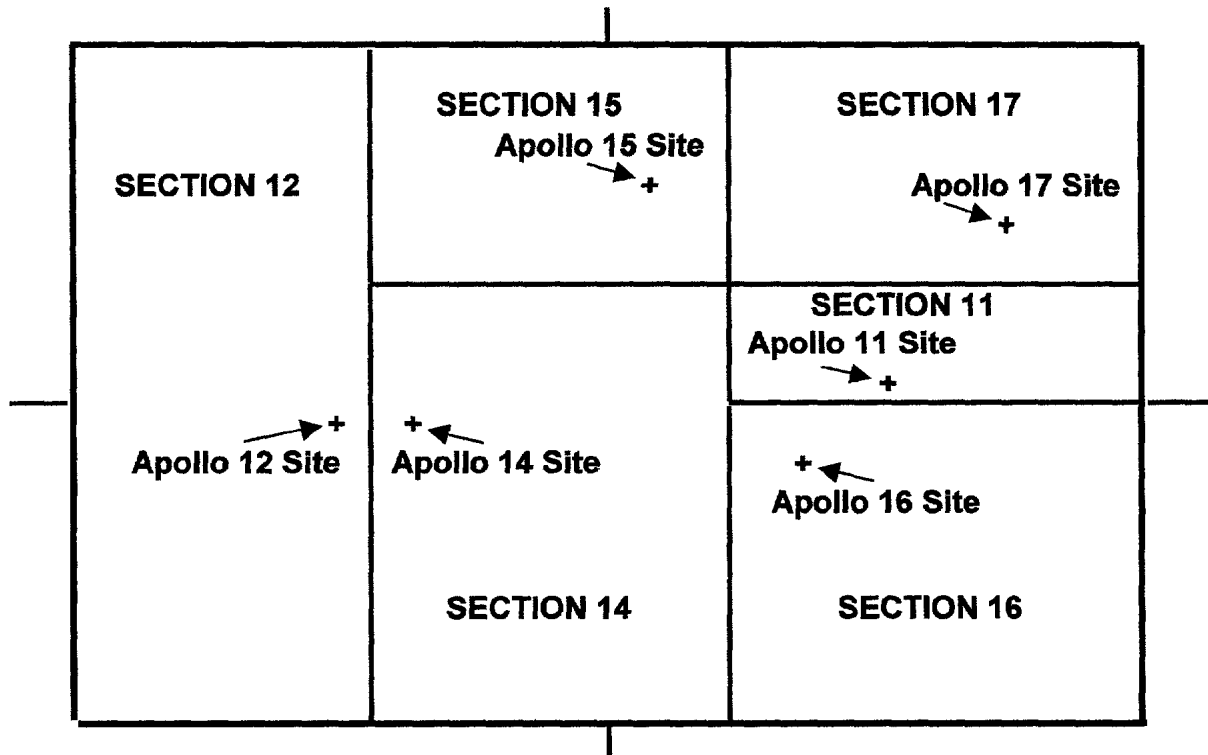 SECTION 15
Apollo 15 Site
SECTION 17
Apollo 17 Site
SECTION 12
SECTION 11
Apollo 11 Site
Apollo 12 Site
Apollo 14 Site
Apollo 16 Site
SECTION 14
SECTION 16